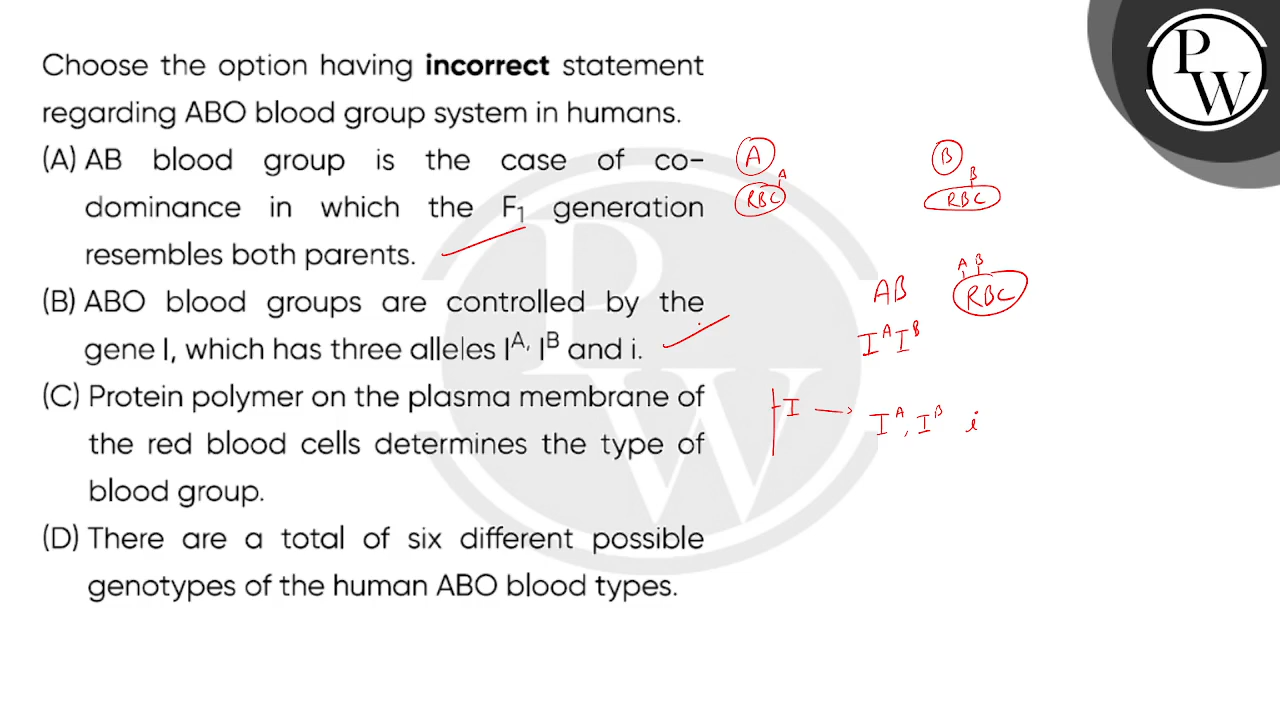 Choose the option having incorrect statement
regarding ABO blood group system in humans.
(A) AB blood group is the case of co-
dominance in which the F₁ generation
resembles both parents.
(B) ABO blood groups are controlled by the
gene I, which has three alleles Iᴬ, Iᴮ and i.
(C) Protein polymer on the plasma membrane of
the red blood cells determines the type of
blood group.
(D) There are a total of six different possible
genotypes of the human ABO blood types.
A
A
RBC
B
B
RBC
AB
A B
RBC
Iᴬ Iᴮ
I → Iᴬ, Iᴮ i
P
W
PW